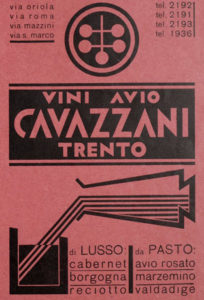 via oriola tel. 2192
via roma tel. 2191
via mazzini tel. 2193
via s. marco tel. 1936
VINI AVIO
CAVAZZANI
TRENTO
di LUSSO: da PASTO:
cabernet avio rosato
borgogna marzemino
reciotto valdadige